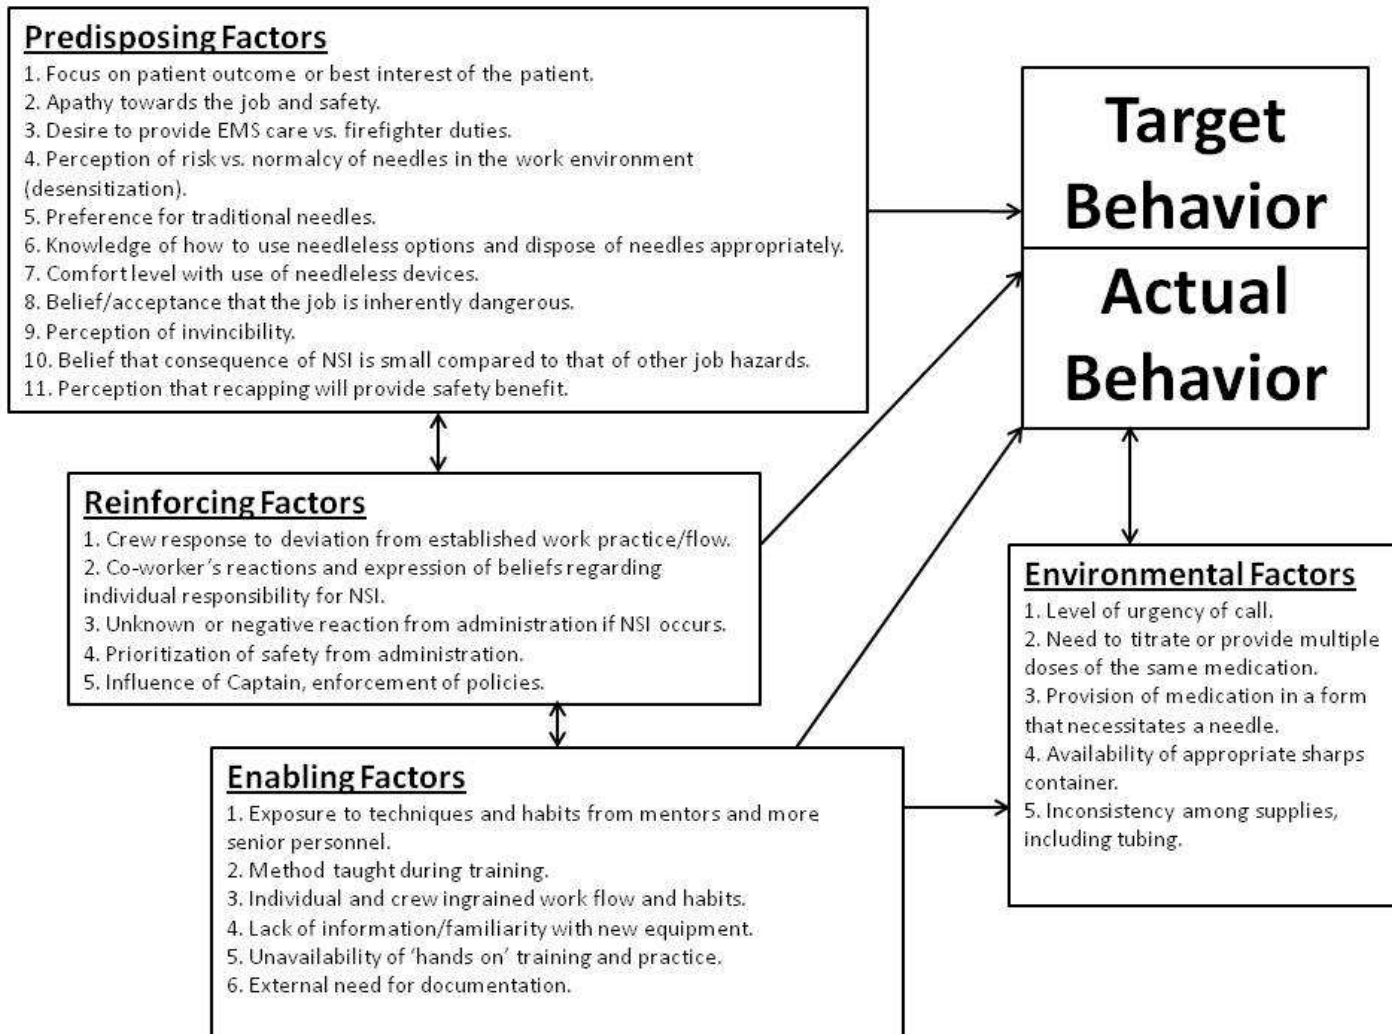 Predisposing Factors
1. Focus on patient outcome or best interest of the patient.
2. Apathy towards the job and safety.
3. Desire to provide EMS care vs. firefighter duties.
4. Perception of risk vs. normalcy of needles in the work environment
(desensitization).
5. Preference for traditional needles.
6. Knowledge of how to use needleless options and dispose of needles appropriately.
7. Comfort level with use of needleless devices.
8. Belief/acceptance that the job is inherently dangerous.
9. Perception of invincibility.
10. Belief that consequence of NSI is small compared to that of other job hazards.
11. Perception that recapping will provide safety benefit.
Target
Behavior
Actual
Behavior
Reinforcing Factors
1. Crew response to deviation from established work practice/flow.
2. Co-worker's reactions and expression of beliefs regarding
individual responsibility for NSI.
3. Unknown or negative reaction from administration if NSI occurs.
4. Prioritization of safety from administration.
5. Influence of Captain, enforcement of policies.
Environmental Factors
1. Level of urgency of call.
2. Need to titrate or provide multiple
doses of the same medication.
3. Provision of medication in a form
that necessitates a needle.
4. Availability of appropriate sharps
container.
5. Inconsistency among supplies,
including tubing.
Enabling Factors
1. Exposure to techniques and habits from mentors and more
senior personnel.
2. Method taught during training.
3. Individual and crew ingrained work flow and habits.
4. Lack of information/familiarity with new equipment.
5. Unavailability of 'hands on' training and practice.
6. External need for documentation.